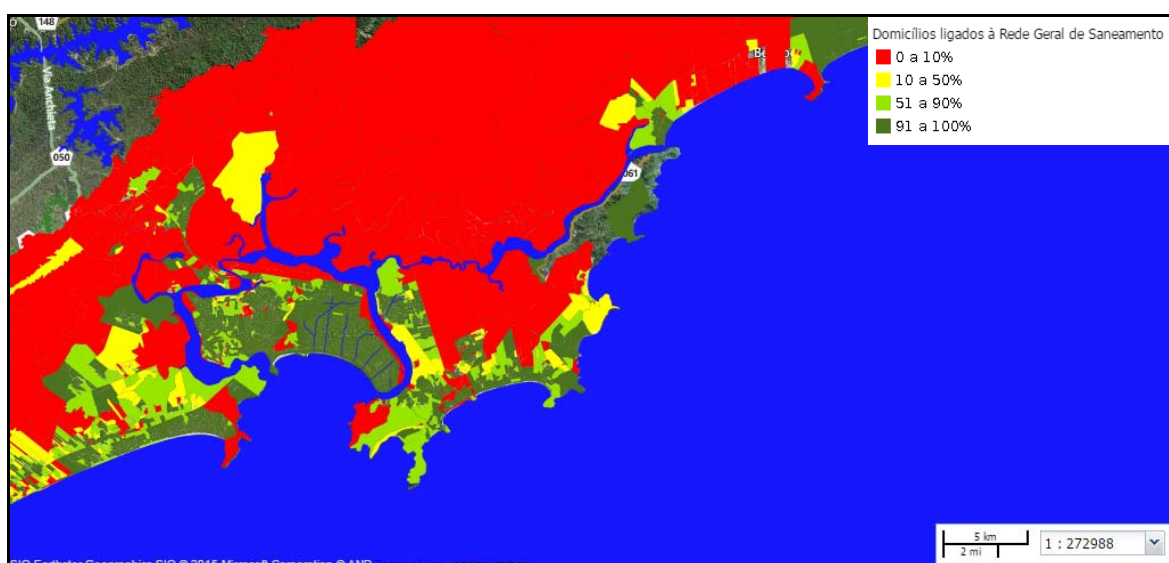 148
Via Anchieta
050
061
Domicílios ligados à Rede Geral de Saneamento
0 a 10%
10 a 50%
51 a 90%
91 a 100%
5 km
2 mi
1 : 272988